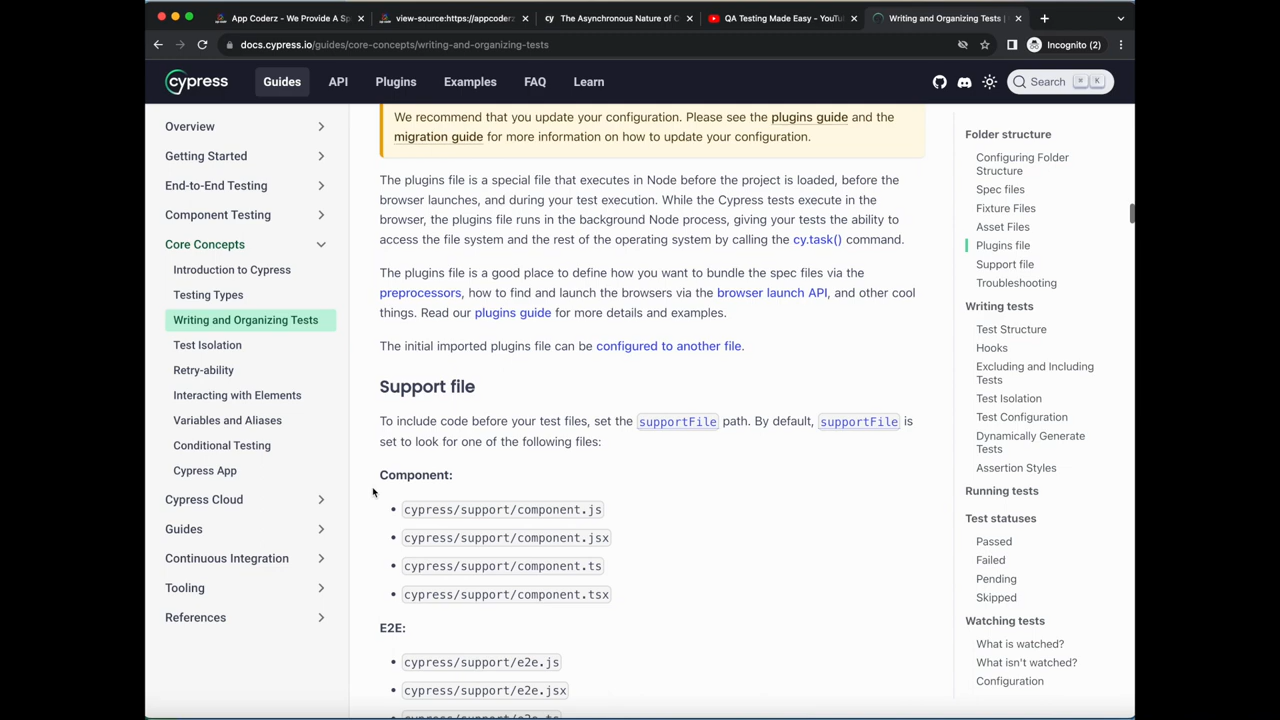 App Coderz - We Provide A Sp
view-source:https://appcoderz
The Asynchronous Nature of C
QA Testing Made Easy - YouTu
Writing and Organizing Tests |
docs.cypress.io/guides/core-concepts/writing-and-organizing-tests
Incognito (2)
cypress
Guides
API
Plugins
Examples
FAQ
Learn
Search ⌘ K
Overview
Getting Started
End-to-End Testing
Component Testing
Core Concepts
Introduction to Cypress
Testing Types
Writing and Organizing Tests
Test Isolation
Retry-ability
Interacting with Elements
Variables and Aliases
Conditional Testing
Cypress App
Cypress Cloud
Guides
Continuous Integration
Tooling
References
We recommend that you update your configuration. Please see the plugins guide and the
migration guide for more information on how to update your configuration.
The plugins file is a special file that executes in Node before the project is loaded, before the
browser launches, and during your test execution. While the Cypress tests execute in the
browser, the plugins file runs in the background Node process, giving your tests the ability to
access the file system and the rest of the operating system by calling the cy.task() command.
The plugins file is a good place to define how you want to bundle the spec files via the
preprocessors, how to find and launch the browsers via the browser launch API, and other cool
things. Read our plugins guide for more details and examples.
The initial imported plugins file can be configured to another file.
Support file
To include code before your test files, set the supportFile path. By default, supportFile is
set to look for one of the following files:
Component:
• cypress/support/component.js
• cypress/support/component.jsx
• cypress/support/component.ts
• cypress/support/component.tsx
E2E:
• cypress/support/e2e.js
• cypress/support/e2e.jsx
cypress/support/e2e.ts
Folder structure
Configuring Folder
Structure
Spec files
Fixture Files
Asset Files
Plugins file
Support file
Troubleshooting
Writing tests
Test Structure
Hooks
Excluding and Including
Tests
Test Isolation
Test Configuration
Dynamically Generate
Tests
Assertion Styles
Running tests
Test statuses
Passed
Failed
Pending
Skipped
Watching tests
What is watched?
What isn't watched?
Configuration